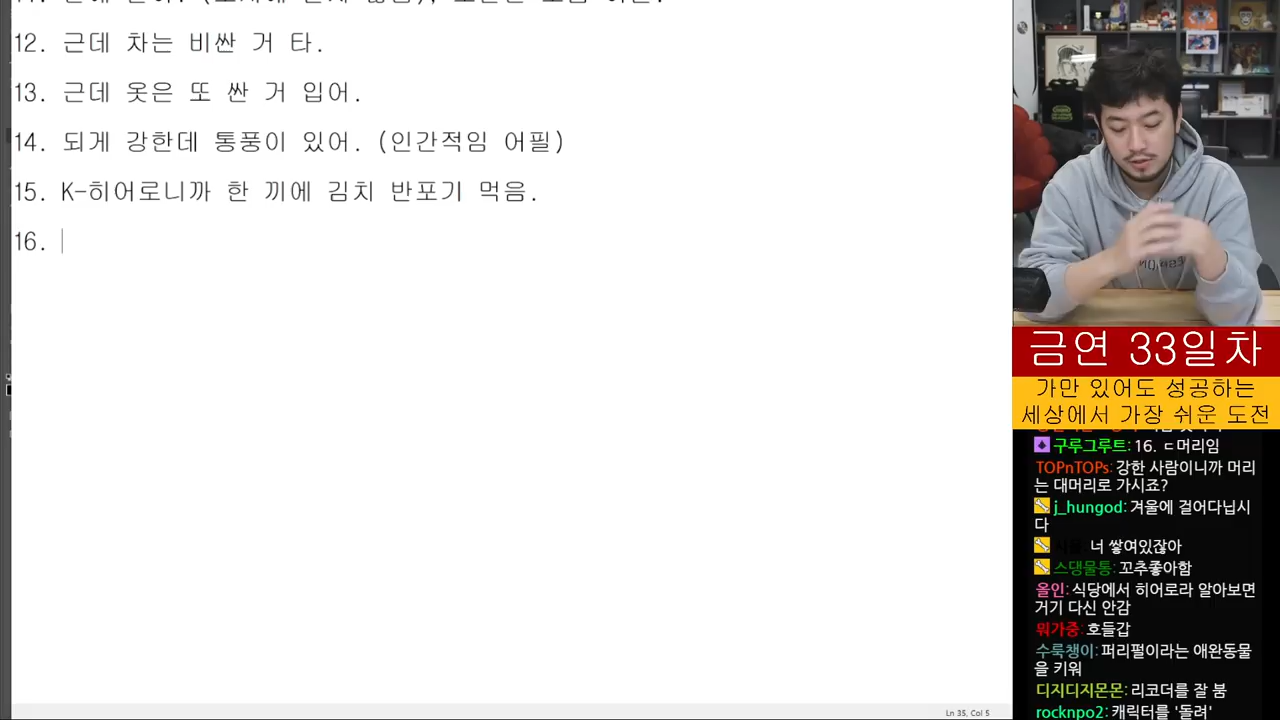 12. 근데 차는 비싼 거 타.
13. 근데 옷은 또 싼 거 입어.
14. 되게 강한데 통풍이 있어. (인간적임 어필)
15. K-히어로니까 한 끼에 김치 반포기 먹음.
16.
금연 33일차
가만 있어도 성공하는
세상에서 가장 쉬운 도전
구루그루트: 16. ㄷ머리임
TOPnTOPs: 강한 사람이니까 머리
는 대머리로 가시죠?
j_hungod: 겨울에 걸어다닙시
다
너 쌓여있잖아
스댕물통: 꼬추좋아함
올인: 식당에서 히어로라 알아보면
거기 다신 안감
뭐가중: 호들갑
수룩챙이: 퍼리펄이라는 애완동물
을 키워
디지디지몬몬: 리코더를 잘 붐
rocknpo2: 캐릭터를 '돌려'
Ln 35, Col 5